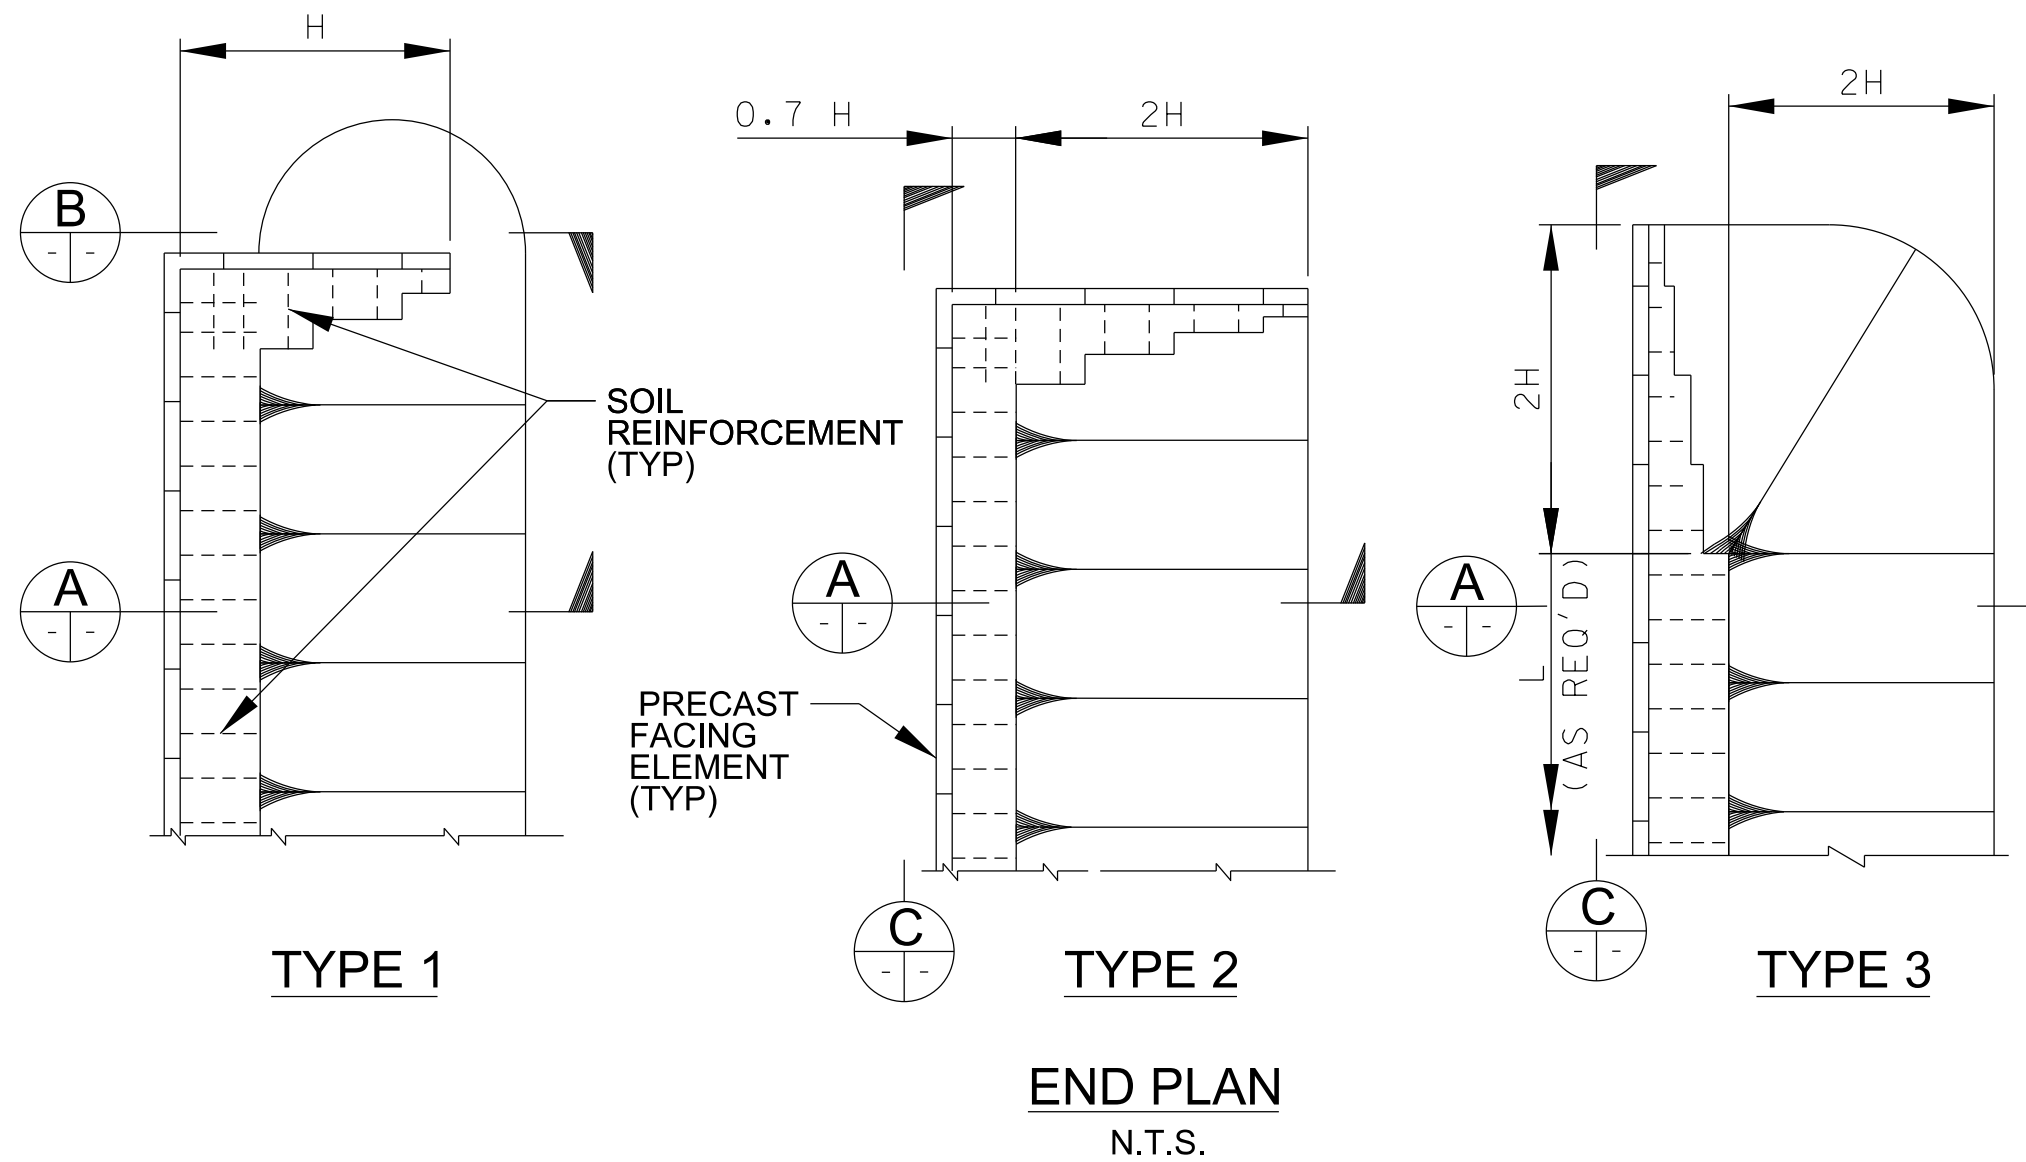 H
B
- -
A
- -
SOIL
REINFORCEMENT
(TYP)
TYPE 1
0.7 H
2H
A
- -
PRECAST
FACING
ELEMENT
(TYP)
C
- -
TYPE 2
2H
2H
A
- -
L
(AS REQ'D)
C
- -
TYPE 3
END PLAN
N.T.S.